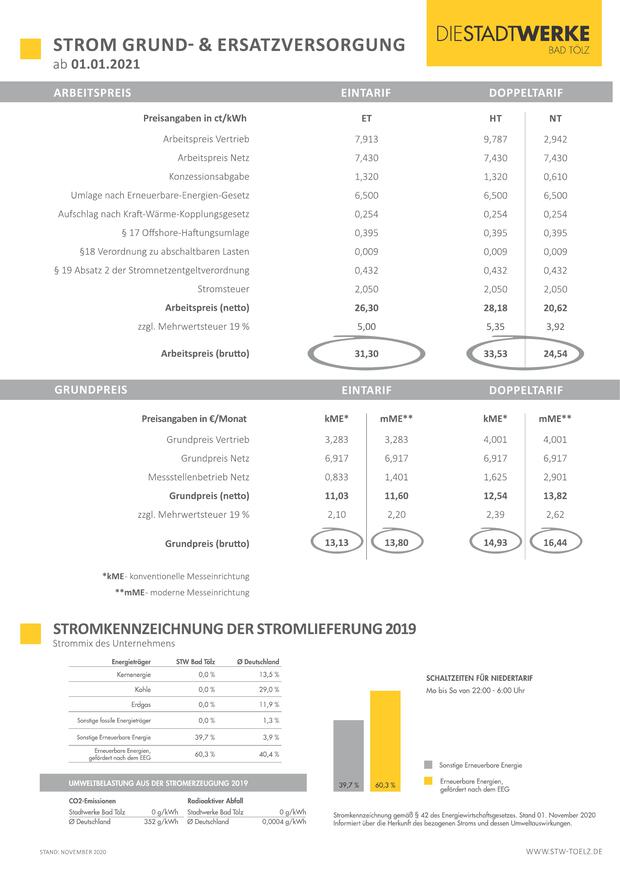 STROM GRUND- & ERSATZVERSORGUNG
ab 01.01.2021
DIESTADTWERKE
BAD TÖLZ
ARBEITSPREIS EINTARIF DOPPELTARIF
Preisangaben in ct/kWh ET HT NT
Arbeitspreis Vertrieb 7,913 9,787 2,942
Arbeitspreis Netz 7,430 7,430 7,430
Konzessionsabgabe 1,320 1,320 0,610
Umlage nach Erneuerbare-Energien-Gesetz 6,500 6,500 6,500
Aufschlag nach Kraft-Wärme-Kopplungsgesetz 0,254 0,254 0,254
§ 17 Offshore-Haftungsumlage 0,395 0,395 0,395
§18 Verordnung zu abschaltbaren Lasten 0,009 0,009 0,009
§ 19 Absatz 2 der Stromnetzentgeltverordnung 0,432 0,432 0,432
Stromsteuer 2,050 2,050 2,050
Arbeitspreis (netto) 26,30 28,18 20,62
zzgl. Mehrwertsteuer 19 % 5,00 5,35 3,92
Arbeitspreis (brutto) 31,30 33,53 24,54
GRUNDPREIS EINTARIF DOPPELTARIF
Preisangaben in €/Monat kME* mME** kME* mME**
Grundpreis Vertrieb 3,283 3,283 4,001 4,001
Grundpreis Netz 6,917 6,917 6,917 6,917
Messstellenbetrieb Netz 0,833 1,401 1,625 2,901
Grundpreis (netto) 11,03 11,60 12,54 13,82
zzgl. Mehrwertsteuer 19 % 2,10 2,20 2,39 2,62
Grundpreis (brutto) 13,13 13,80 14,93 16,44
*kME - konventionelle Messeinrichtung
**mME - moderne Messeinrichtung
STROMKENNZEICHNUNG DER STROMLIEFERUNG 2019
Strommix des Unternehmens
Energieträger STW Bad Tölz Ø Deutschland
Kernenergie 0,0 % 13,5 %
Kohle 0,0 % 29,0 %
Erdgas 0,0 % 11,9 %
Sonstige fossile Energieträger 0,0 % 1,3 %
Sonstige Erneuerbare Energie 39,7 % 3,9 %
Erneuerbare Energien,
gefördert nach dem EEG 60,3 % 40,4 %
UMWELTBELASTUNG AUS DER STROMERZEUGUNG 2019
CO2-Emissionen Radioaktiver Abfall
Stadtwerke Bad Tölz 0 g/kWh Stadtwerke Bad Tölz 0 g/kWh
Ø Deutschland 352 g/kWh Ø Deutschland 0,0004 g/kWh
39,7 % 60,3 %
SCHALTZEITEN FÜR NIEDERTARIF
Mo bis So von 22:00 - 6:00 Uhr
Sonstige Erneuerbare Energie
Erneuerbare Energien,
gefördert nach dem EEG
Stromkennzeichnung gemäß § 42 des Energiewirtschaftsgesetzes. Stand 01. November 2020
Informiert über die Herkunft des bezogenen Stroms und dessen Umweltauswirkungen.
STAND: NOVEMBER 2020
WWW.STW-TOELZ.DE